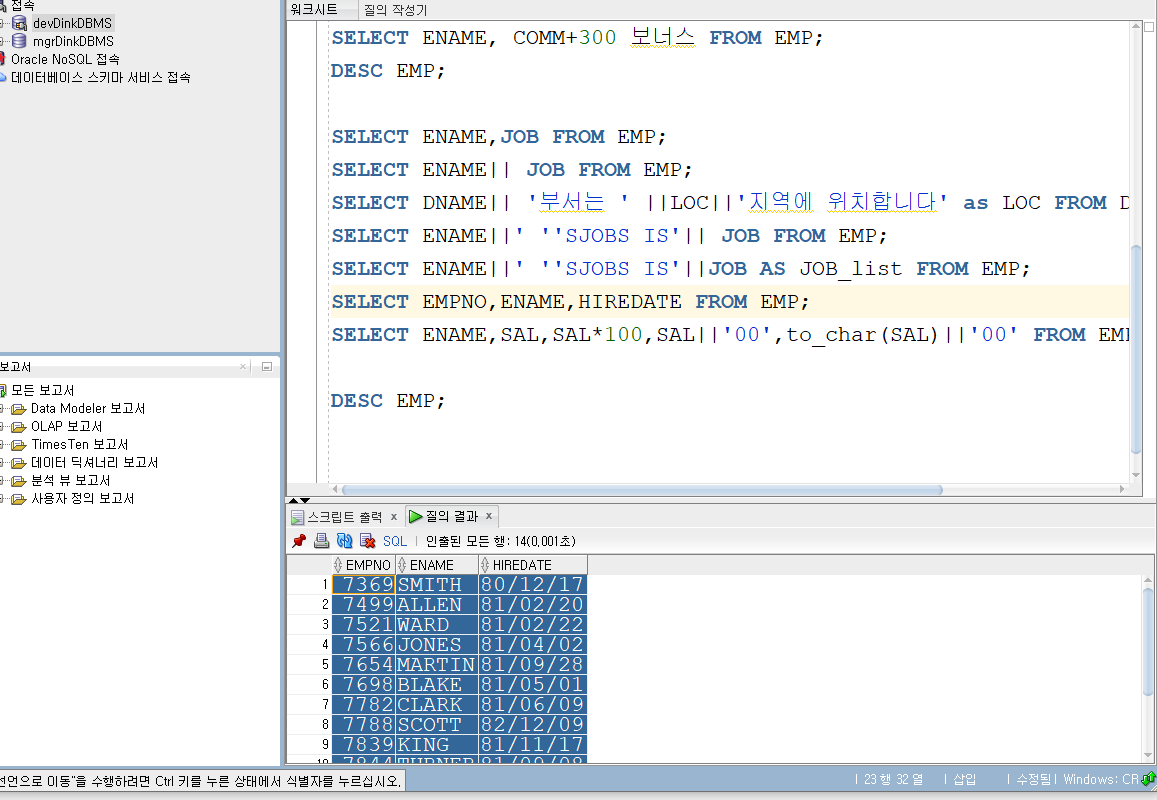 접속
devDinkDBMS
mgrDinkDBMS
Oracle NoSQL 접속
데이터베이스 스키마 서비스 접속
보고서
모든 보고서
Data Modeler 보고서
OLAP 보고서
TimesTen 보고서
데이터 딕셔너리 보고서
분석 뷰 보고서
사용자 정의 보고서
워크시트 질의 작성기
SELECT ENAME, COMM+300 보너스 FROM EMP;
DESC EMP;
SELECT ENAME,JOB FROM EMP;
SELECT ENAME|| JOB FROM EMP;
SELECT DNAME|| '부서는 ' ||LOC||'지역에 위치합니다' as LOC FROM D
SELECT ENAME||' ''SJOBS IS'|| JOB FROM EMP;
SELECT ENAME||' ''SJOBS IS'||JOB AS JOB_list FROM EMP;
SELECT EMPNO,ENAME,HIREDATE FROM EMP;
SELECT ENAME,SAL,SAL*100,SAL||'00',to_char(SAL)||'00' FROM EM
DESC EMP;
스크립트 출력 x 질의 결과 x
SQL | 인출된 모든 행: 14(0,001초)
EMPNO ENAME HIREDATE
1 7369 SMITH 80/12/17
2 7499 ALLEN 81/02/20
3 7521 WARD 81/02/22
4 7566 JONES 81/04/02
5 7654 MARTIN 81/09/28
6 7698 BLAKE 81/05/01
7 7782 CLARK 81/06/09
8 7788 SCOTT 82/12/09
9 7839 KING 81/11/17
10 7844 TURNER 81/09/08
선언으로 이동"을 수행하려면 Ctrl 키를 누른 상태에서 식별자를 누르십시오.
| 23 행 32 열 | 삽입 | 수정됨 | Windows: CR